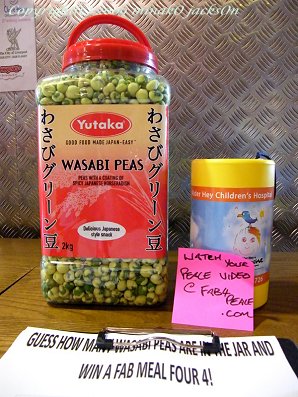 Yutaka
GOOD FOOD MADE JAPAN-EASY
WASABI PEAS
PEAS WITH A COATING OF
SPICY JAPANESE HORSERADISH
わさびグリーン豆
わさびグリーン豆
Delicious Japanese
style snack
2kg
Hey Children's Hospital
WATCH
YOUR
PEACE VIDEO
@ FAB4
PEACE
.COM
GUESS HOW MANY WASABI PEAS ARE IN THE JAR AND
WIN A FAB MEAL FOUR 4!